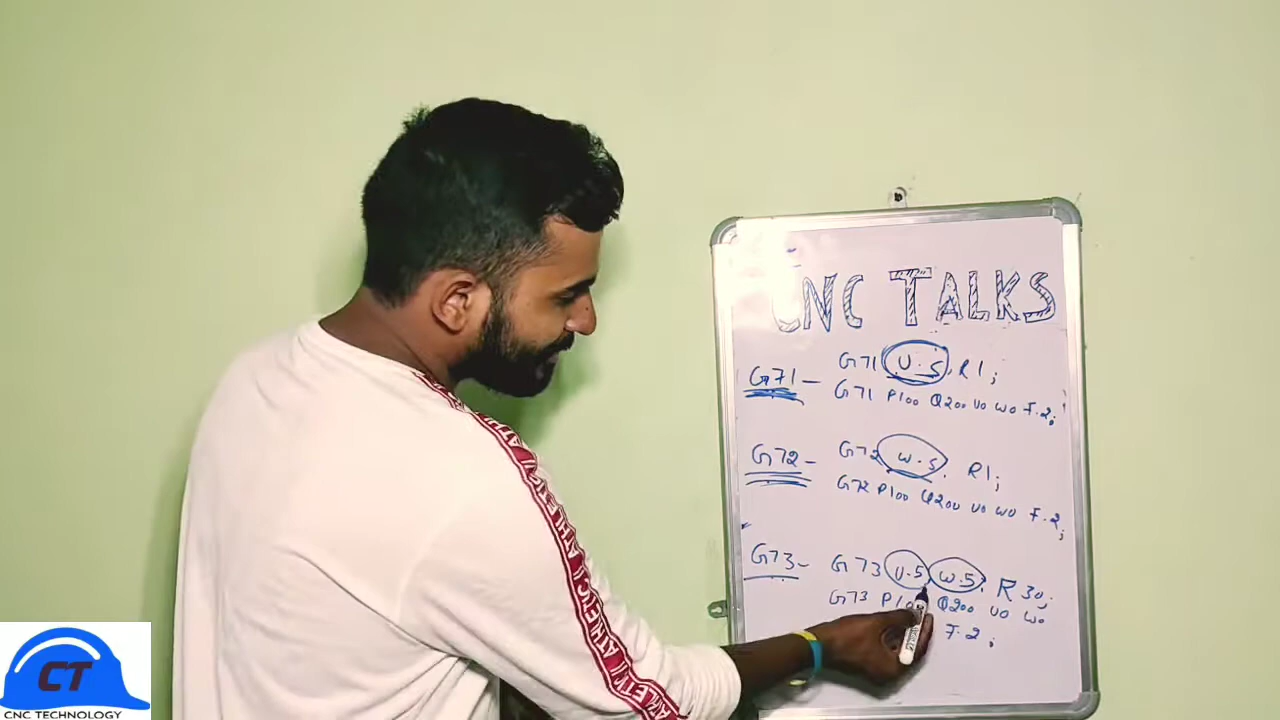 CNC TALKS
G71 - G71 U.5, R1;
G71 P100 Q200 U0 W0 F.2;
G72 - G72 W.5, R1;
G72 P100 Q200 U0 W0 F.2;
G73 - G73 U.5 W.5, R30;
G73 P100 Q200 U0 W0
F.2;
ATHLETIC
CT
CNC TECHNOLOGY